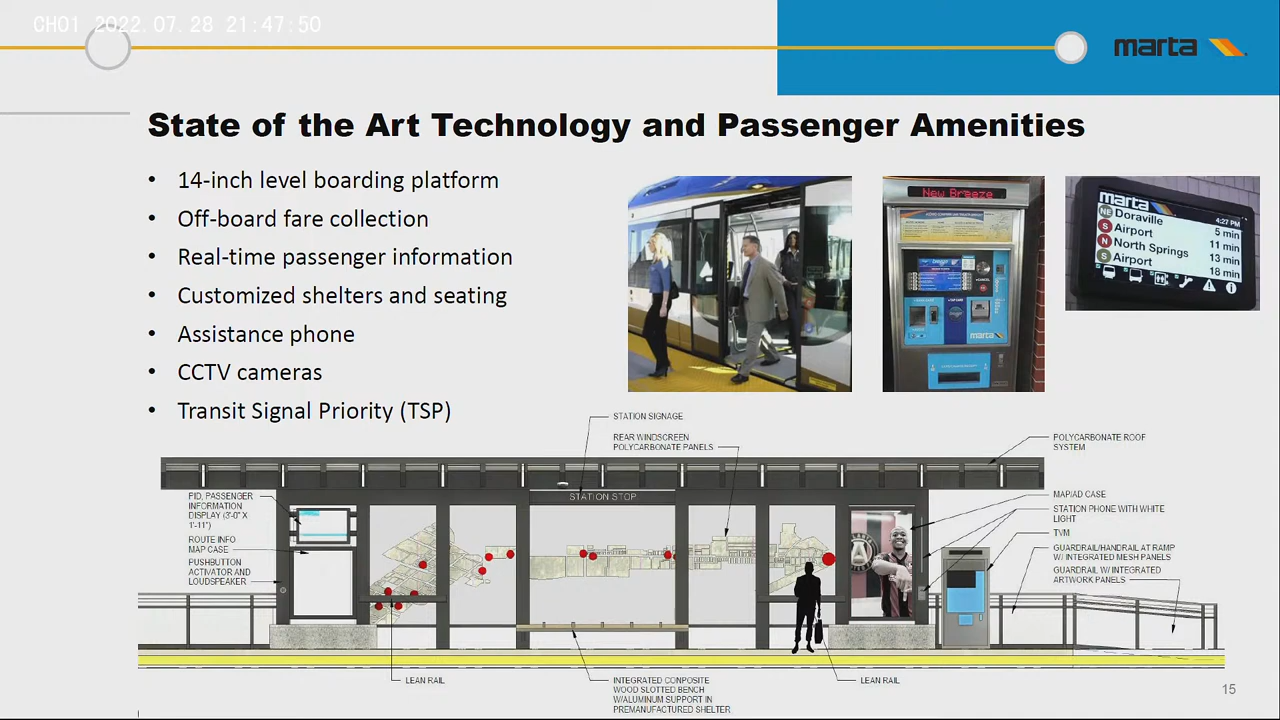 CH01 2022.07.28 21:47:50
marta
State of the Art Technology and Passenger Amenities
• 14-inch level boarding platform
• Off-board fare collection
• Real-time passenger information
• Customized shelters and seating
• Assistance phone
• CCTV cameras
• Transit Signal Priority (TSP)
New Breeze
marta
marta
4:27 PM
NE Doraville 5 min
S Airport 11 min
N North Springs 13 min
S Airport 18 min
STATION SIGNAGE
REAR WINDSCREEN
POLYCARBONATE PANELS
POLYCARBONATE ROOF
SYSTEM
STATION STOP
PID, PASSENGER
INFORMATION
DISPLAY (3'-0" X
1'-11")
ROUTE INFO
MAP CASE
PUSHBUTTON
ACTIVATOR AND
LOUDSPEAKER
MAP/AD CASE
STATION PHONE WITH WHITE
LIGHT
TVM
GUARDRAIL/HANDRAIL AT RAMP
W/ INTEGRATED MESH PANELS
GUARDRAIL W/ INTEGRATED
ARTWORK PANELS
LEAN RAIL
INTEGRATED COMPOSITE
WOOD SLOTTED BENCH
W/ALUMINUM SUPPORT IN
PREMANUFACTURED SHELTER
LEAN RAIL
15